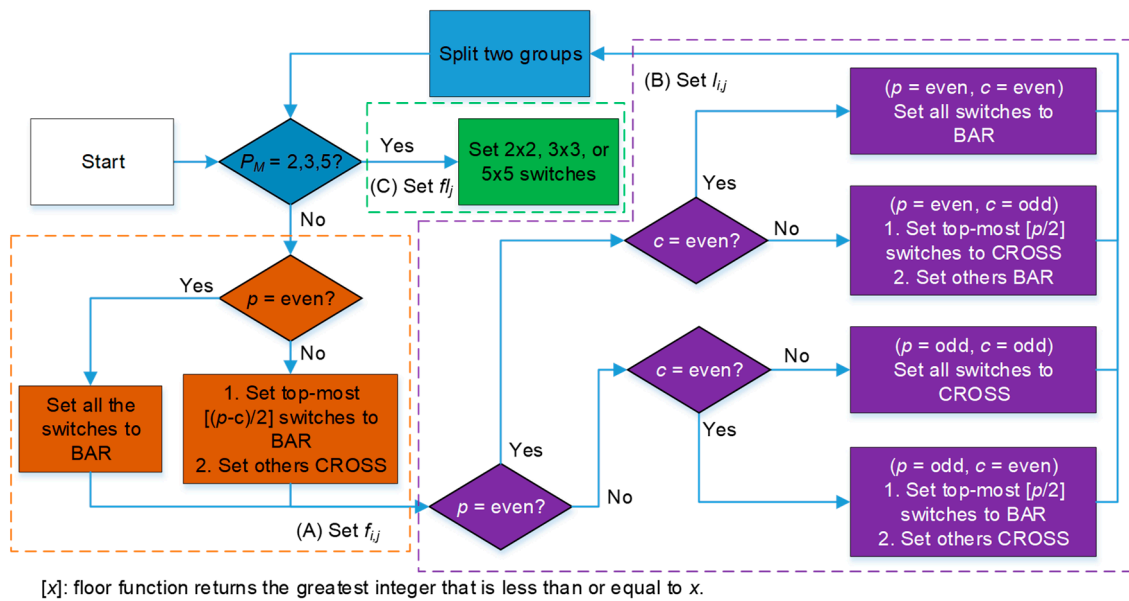 Split two groups
(B) Set l_{i,j}
(p = even, c = even)
Set all switches to
BAR
Start
P_M = 2,3,5?
Yes
(C) Set fl_j
Set 2x2, 3x3, or
5x5 switches
No
Yes
c = even?
No
(p = even, c = odd)
1. Set top-most [p/2]
switches to CROSS
2. Set others BAR
Yes
p = even?
No
c = even?
No
Yes
(p = odd, c = odd)
Set all switches to
CROSS
Set all the
switches to
BAR
1. Set top-most
[(p-c)/2] switches to
BAR
2. Set others CROSS
Yes
p = even?
No
(p = odd, c = even)
1. Set top-most [p/2]
switches to BAR
2. Set others CROSS
(A) Set f_{i,j}
[x]: floor function returns the greatest integer that is less than or equal to x.